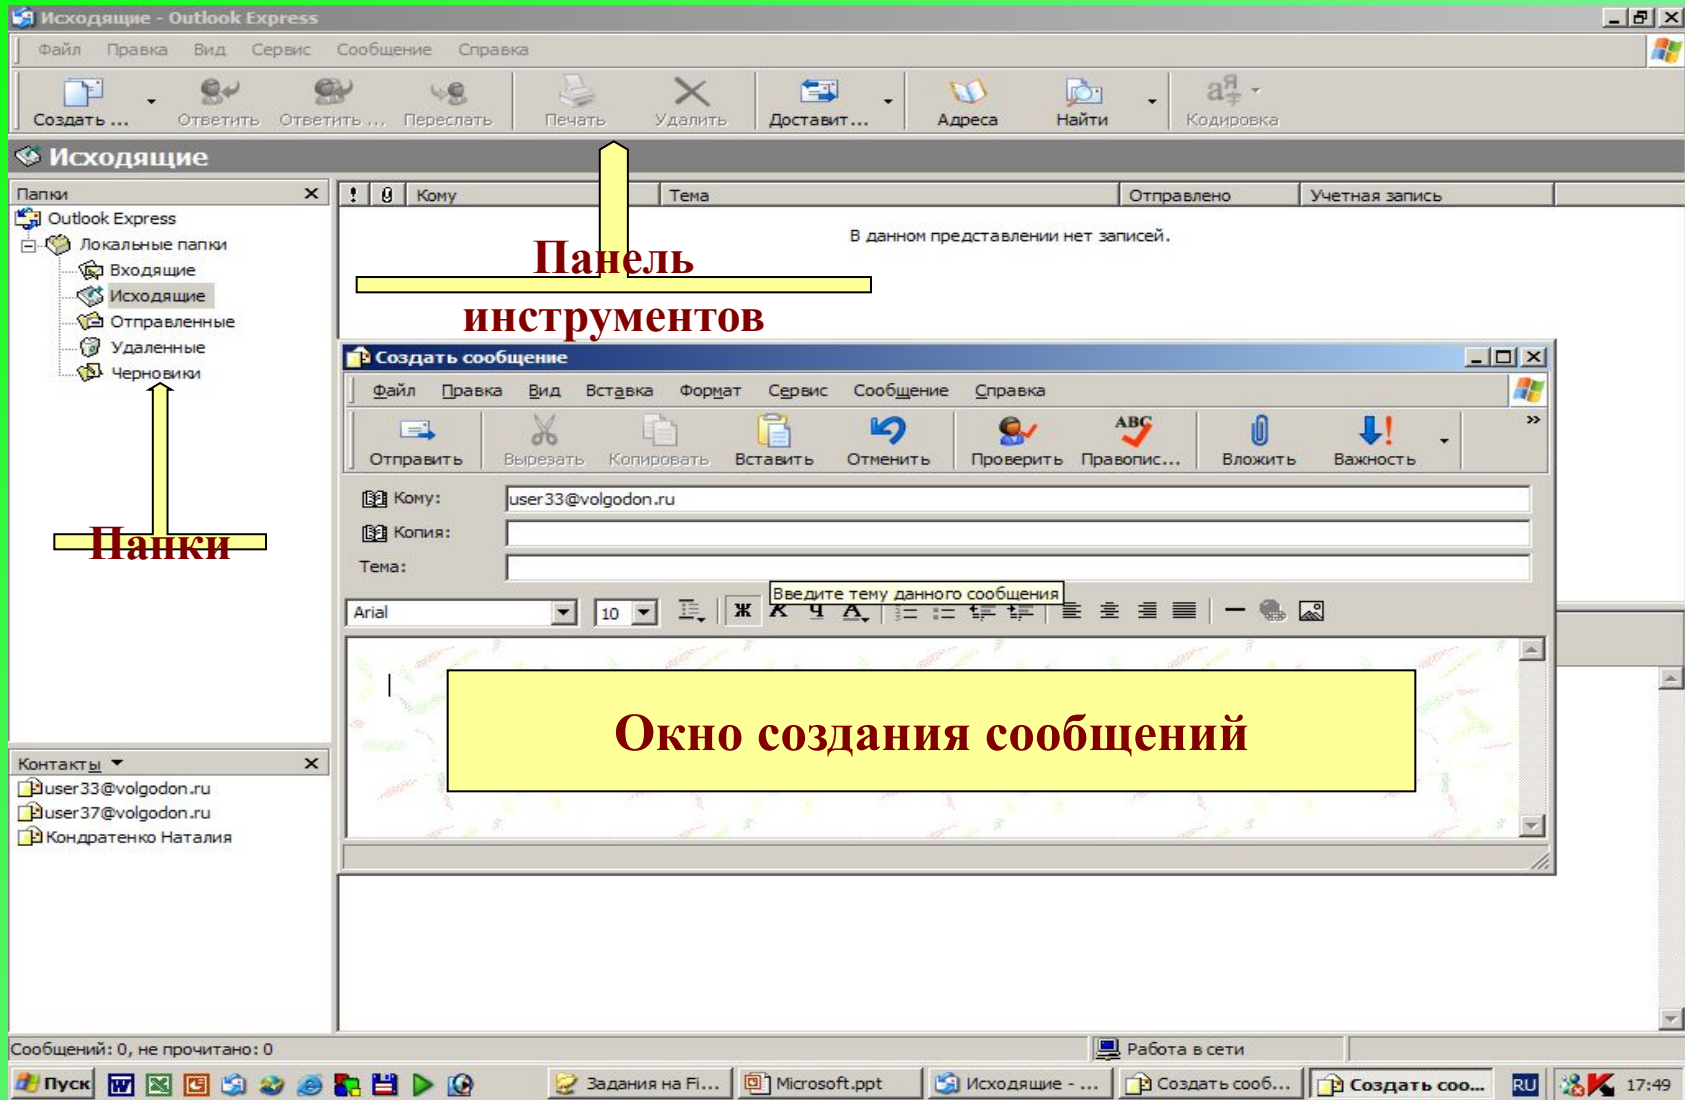 Исходящие - Outlook Express
Файл Правка Вид Сервис Сообщение Справка
Создать ... Ответить Ответить ... Переслать Печать Удалить Доставит... Адреса Найти Кодировка
Исходящие
Папки
! Кому Тема Отправлено Учетная запись
Outlook Express
Локальные папки
Входящие
Исходящие
Отправленные
Удаленные
Черновики
В данном представлении нет записей.
Панель
инструментов
Папки
Создать сообщение
Файл Правка Вид Вставка Формат Сервис Сообщение Справка
Отправить Вырезать Копировать Вставить Отменить Проверить Правопис... Вложить Важность »
Кому: user33@volgodon.ru
Копия:
Тема:
Введите тему данного сообщения
Arial 10 Ж К Ч А
Окно создания сообщений
Контакты
user33@volgodon.ru
user37@volgodon.ru
Кондратенко Наталия
Сообщений: 0, не прочитано: 0
Работа в сети
Пуск Задания на Fi... Microsoft.ppt Исходящие - ... Создать сооб... Создать соо... RU 17:49